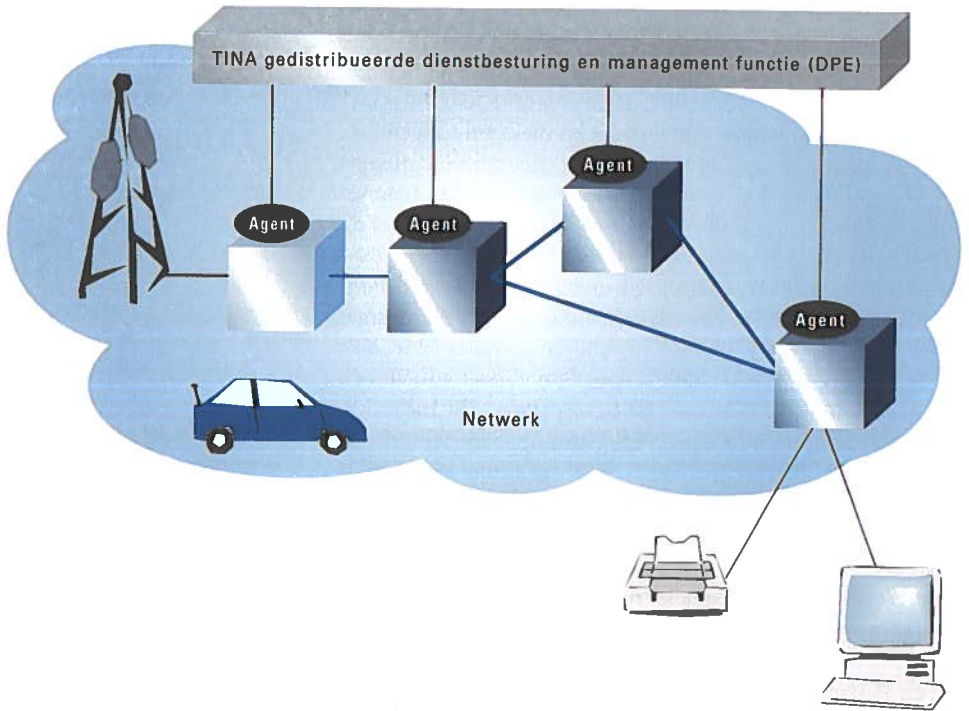 TINA gedistribueerde dienstbesturing en management functie (DPE)
Agent
Agent
Agent
Agent
Netwerk